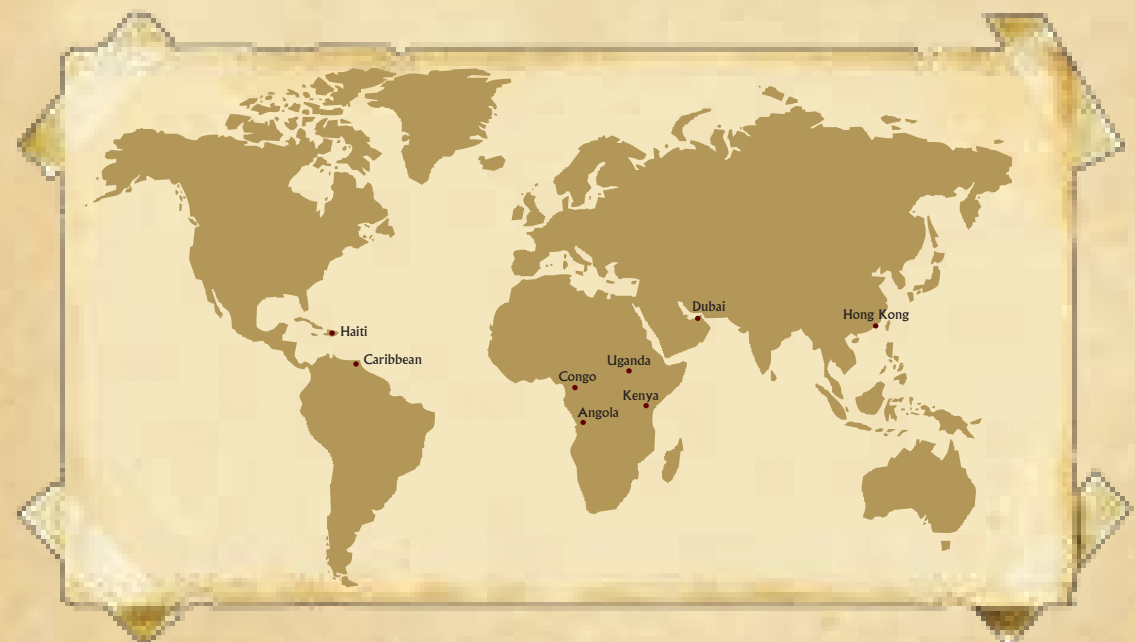 Dubai
Hong Kong
Haiti
Caribbean
Uganda
Congo
Kenya
Angola